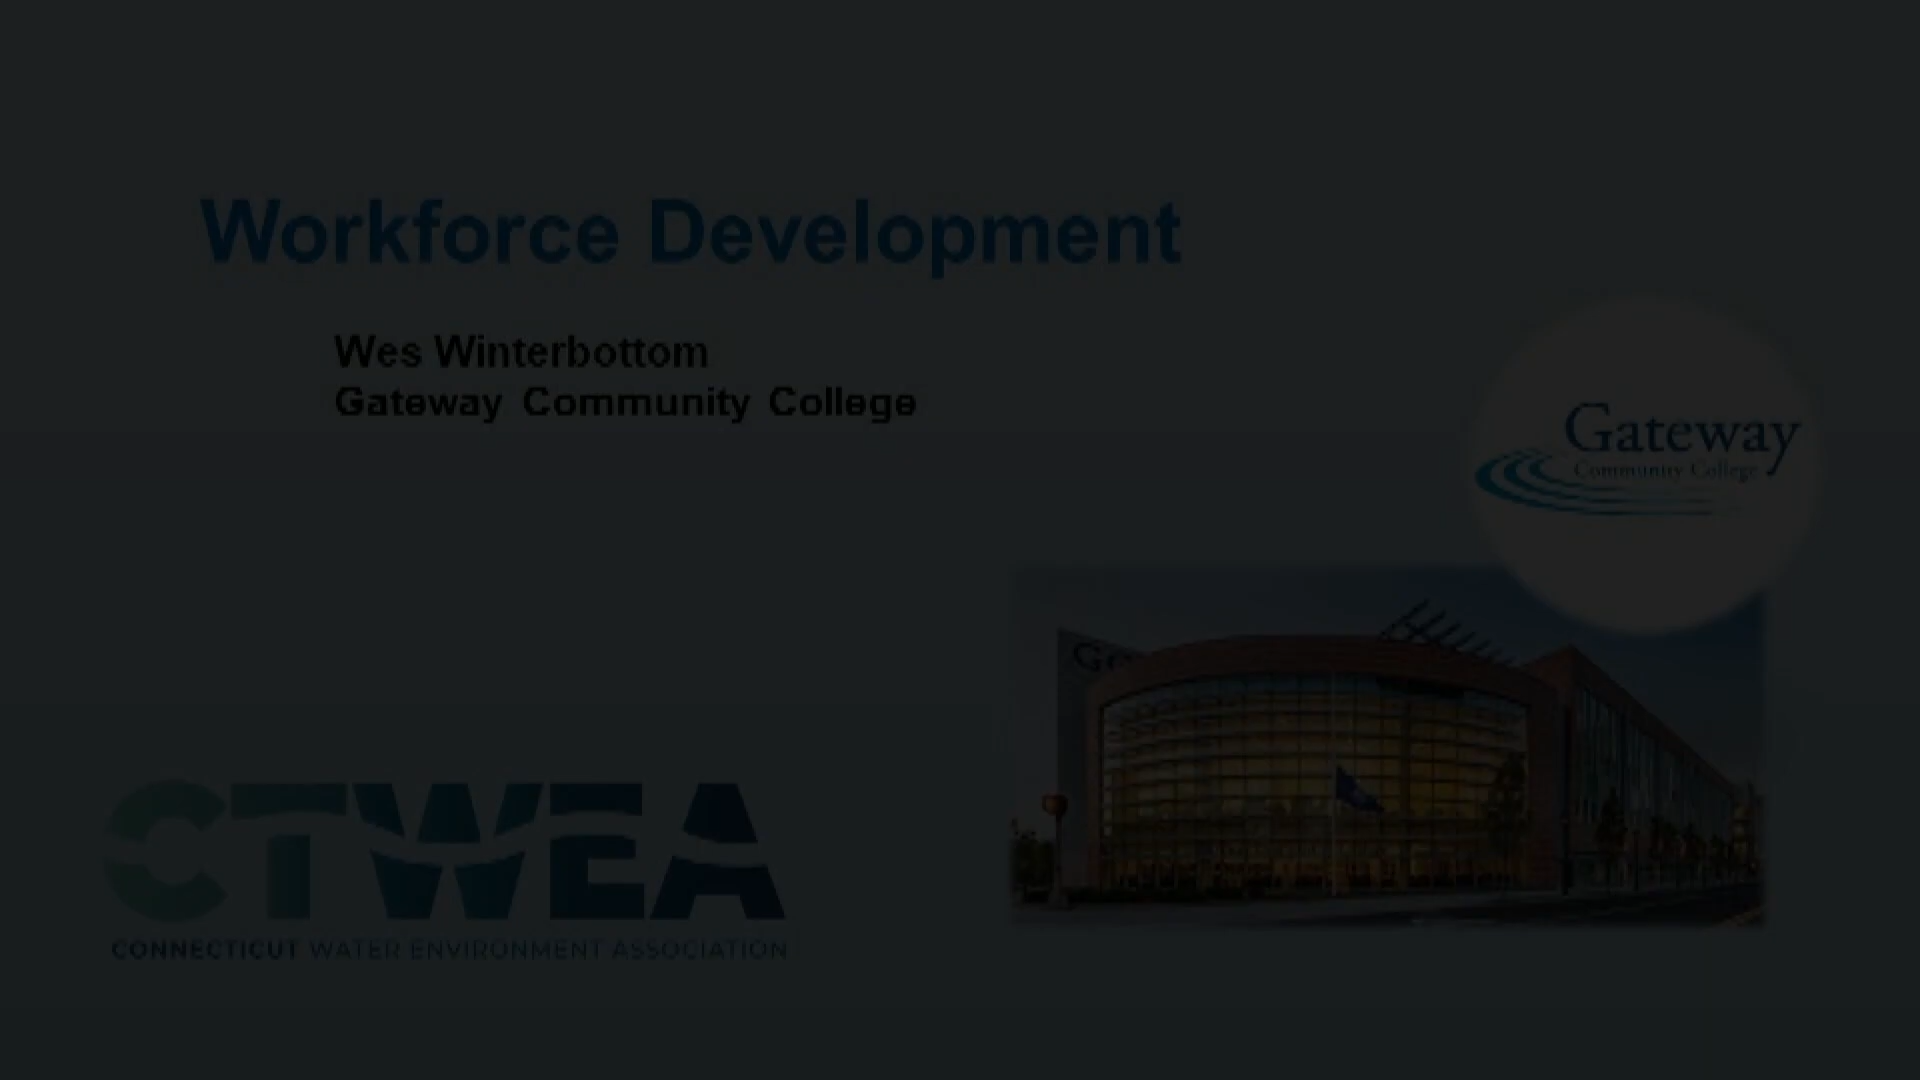 Workforce Development
Wes Winterbottom
Gateway Community College
Gateway
Community College
CTWEA
CONNECTICUT WATER ENVIRONMENT ASSOCIATION